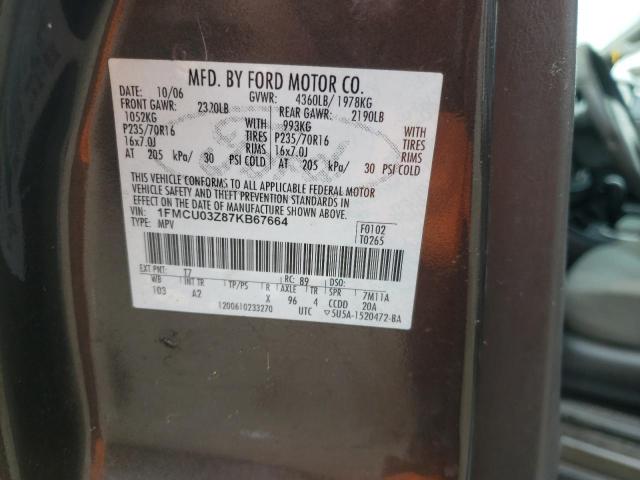 MFD. BY FORD MOTOR CO.
DATE: 10/06 GVWR: 4360LB/1978KG
FRONT GAWR: 2320LB REAR GAWR: 2190LB
1052KG WITH 993KG WITH
P235/70R16 TIRES P235/70R16 TIRES
16x7.0J RIMS 16x7.0J RIMS
AT 205 kPa/ 30 PSI COLD AT 205 kPa/ 30 PSI COLD
THIS VEHICLE CONFORMS TO ALL APPLICABLE FEDERAL MOTOR
VEHICLE SAFETY AND THEFT PREVENTION STANDARDS IN
EFFECT ON THE DATE OF MANUFACTURE SHOWN ABOVE.
VIN: 1FMCU03Z87KB67664 F0102
TYPE: MPV T0265
EXT PNT: T7 RC: 89 DSO:
WB INT TR TP/PS R AXLE TR SPR 7M11A
103 A2 X 96 4 CCDD 20A
1200610233270 UTC ▽5U5A-1520472-BA